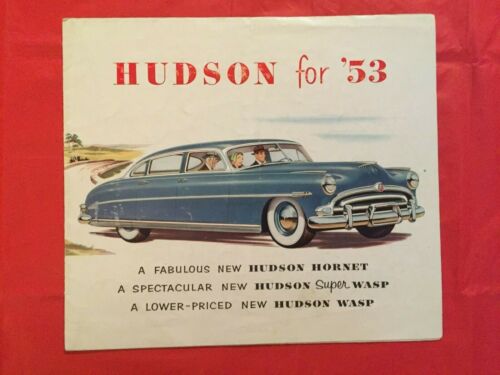 HUDSON for '53
A FABULOUS NEW HUDSON HORNET
A SPECTACULAR NEW HUDSON Super WASP
A LOWER-PRICED NEW HUDSON WASP